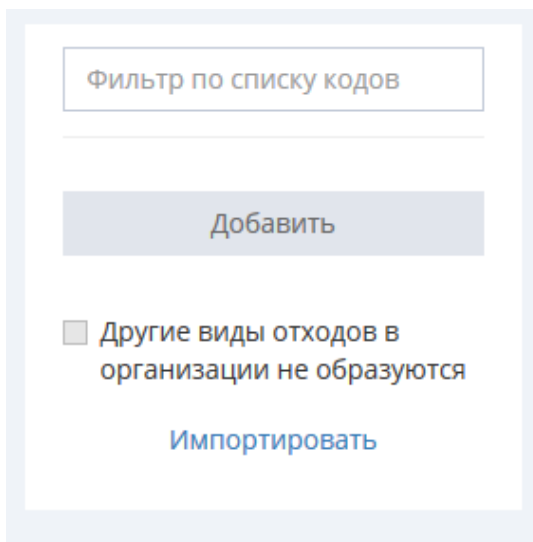 Фильтр по списку кодов
Добавить
Другие виды отходов в
организации не образуются
Импортировать